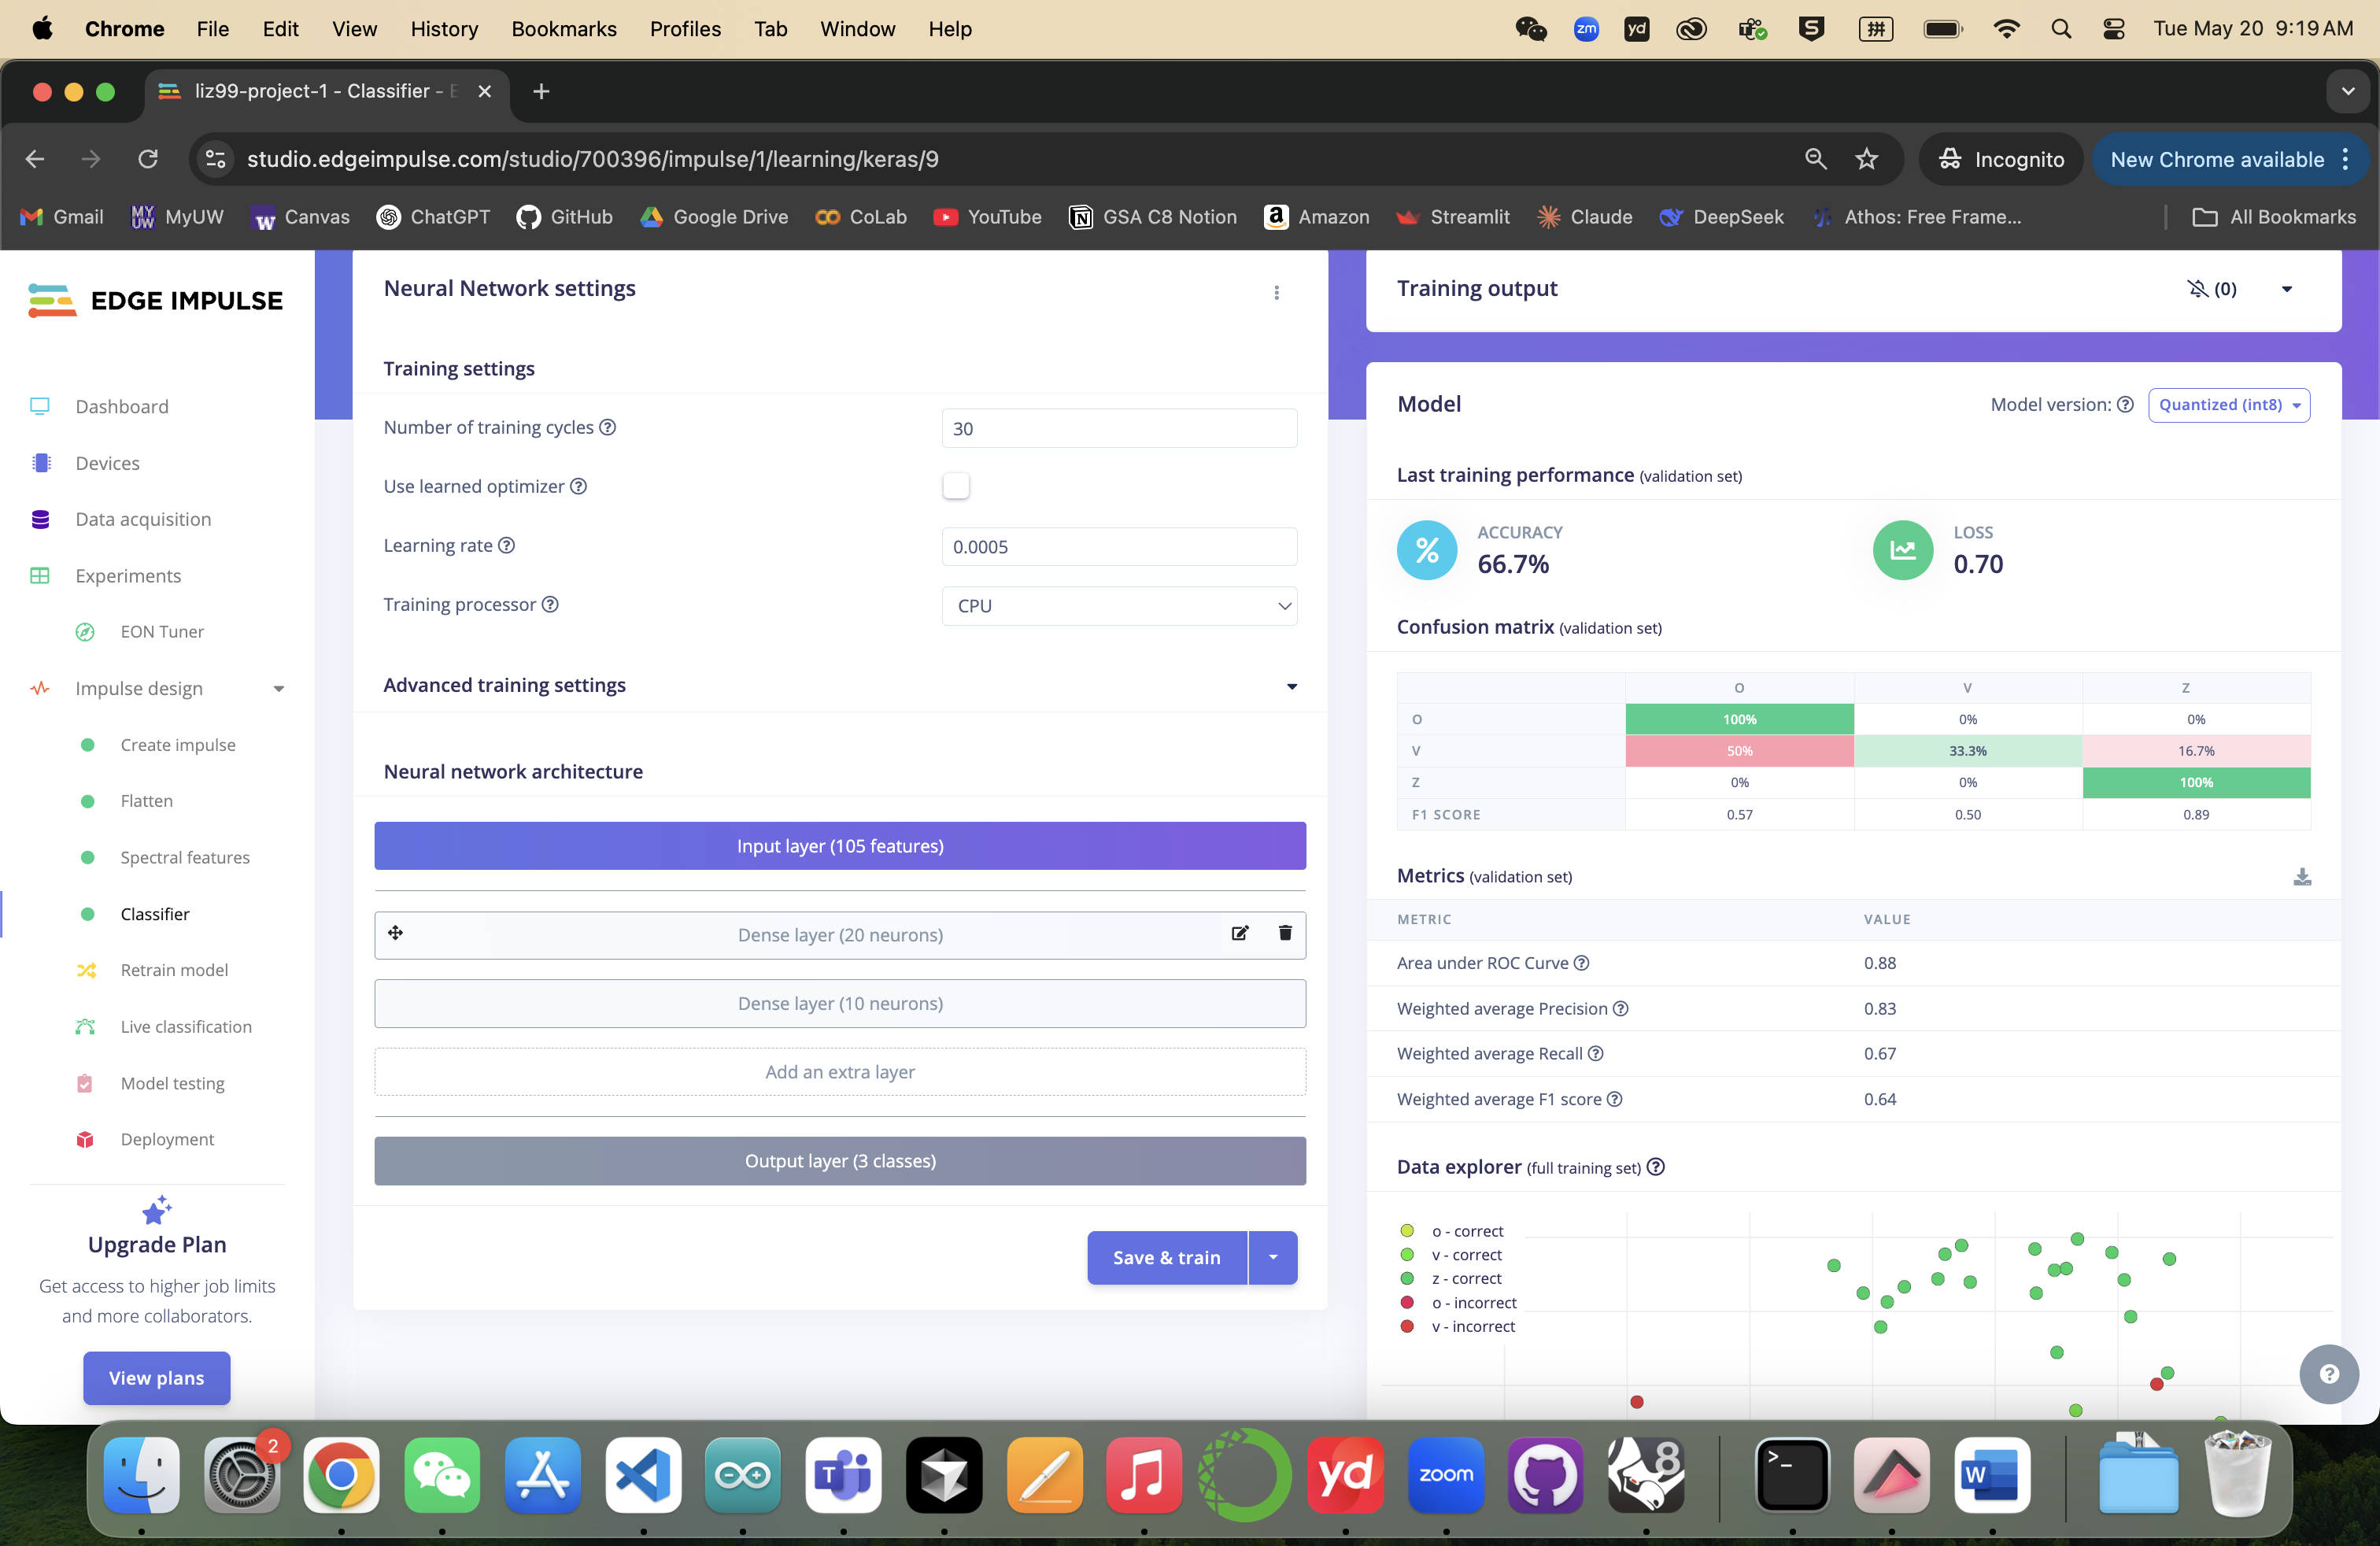 Chrome File Edit View History Bookmarks Profiles Tab Window Help
zm yd T S 拼 Tue May 20 9:19 AM
liz99-project-1 - Classifier - E
studio.edgeimpulse.com/studio/700396/impulse/1/learning/keras/9
Incognito
New Chrome available
Gmail MyUW Canvas ChatGPT GitHub Google Drive CoLab YouTube GSA C8 Notion Amazon Streamlit Claude DeepSeek Athos: Free Frame... All Bookmarks
EDGE IMPULSE
Dashboard
Devices
Data acquisition
Experiments
EON Tuner
Impulse design
Create impulse
Flatten
Spectral features
Classifier
Retrain model
Live classification
Model testing
Deployment
Upgrade Plan
Get access to higher job limits
and more collaborators.
View plans
Neural Network settings
Training settings
Number of training cycles 30
Use learned optimizer
Learning rate 0.0005
Training processor CPU
Advanced training settings
Neural network architecture
Input layer (105 features)
Dense layer (20 neurons)
Dense layer (10 neurons)
Add an extra layer
Output layer (3 classes)
Save & train
Training output (0)
Model
Model version: Quantized (int8)
Last training performance (validation set)
% ACCURACY
66.7%
LOSS
0.70
Confusion matrix (validation set)
O V Z
O 100% 0% 0%
V 50% 33.3% 16.7%
Z 0% 0% 100%
F1 SCORE 0.57 0.50 0.89
Metrics (validation set)
METRIC VALUE
Area under ROC Curve 0.88
Weighted average Precision 0.83
Weighted average Recall 0.67
Weighted average F1 score 0.64
Data explorer (full training set)
o - correct
v - correct
z - correct
o - incorrect
v - incorrect
2 T yd zoom 8 >_ W